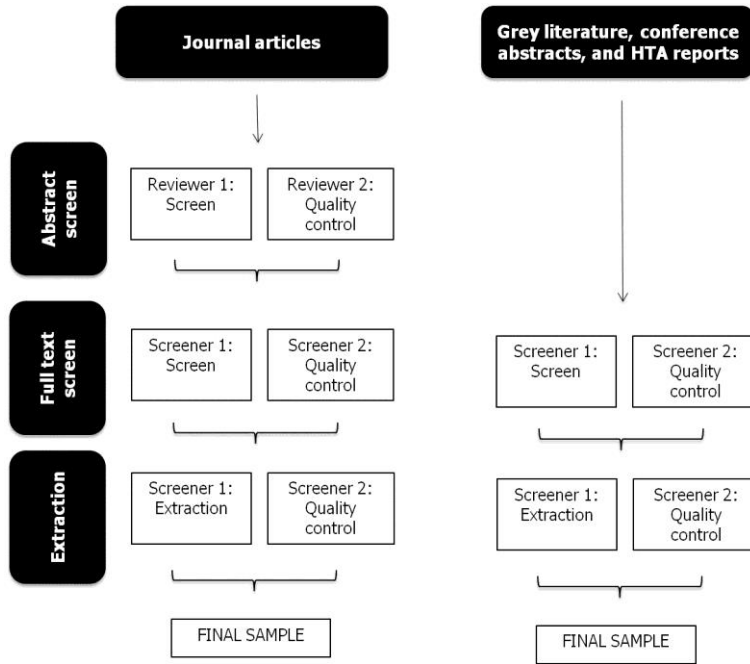 Journal articles
Grey literature, conference
abstracts, and HTA reports
Abstract
screen
Reviewer 1:
Screen
Reviewer 2:
Quality
control
Full text
screen
Screener 1:
Screen
Screener 2:
Quality
control
Screener 1:
Screen
Screener 2:
Quality
control
Extraction
Screener 1:
Extraction
Screener 2:
Quality
control
Screener 1:
Extraction
Screener 2:
Quality
control
FINAL SAMPLE
FINAL SAMPLE